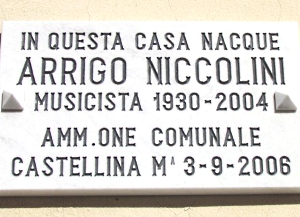 IN QUESTA CASA NACQUE
ARRIGO NICCOLINI
MUSICISTA 1930-2004
AMM.ONE COMUNALE
CASTELLINA Mª 3-9-2006